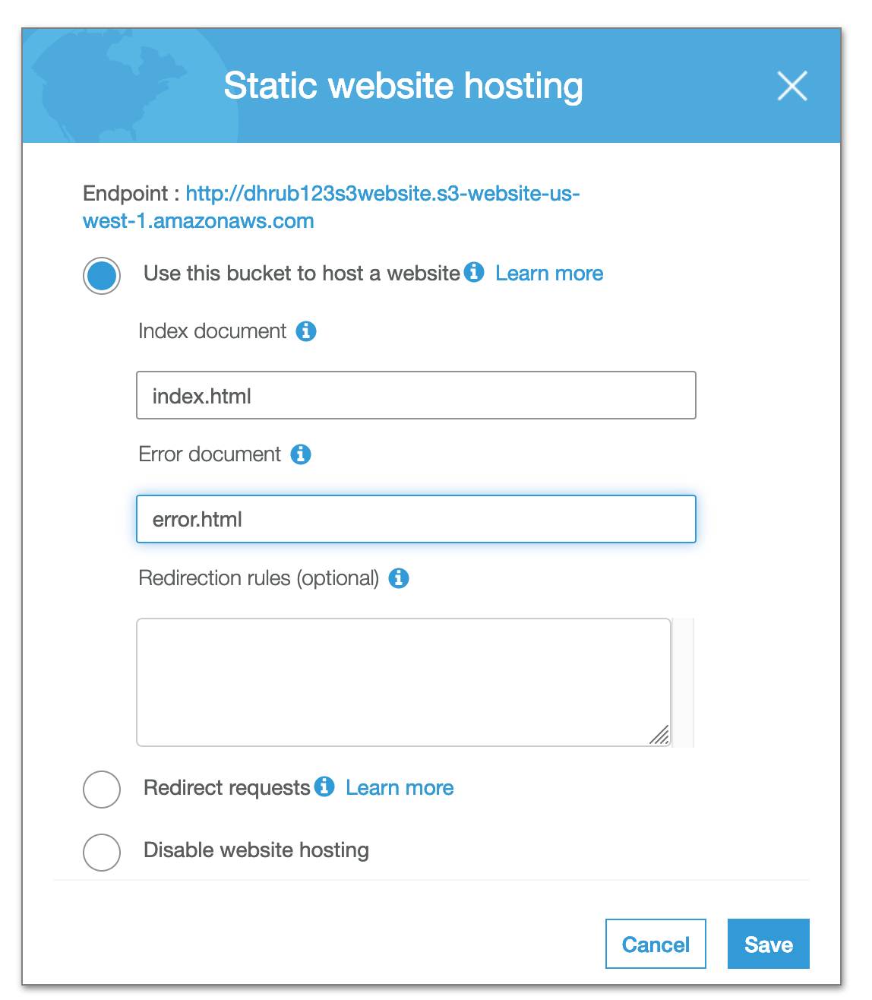 Static website hosting
Endpoint : http://dhrub123s3website.s3-website-us-
west-1.amazonaws.com
Use this bucket to host a website Learn more
Index document
index.html
Error document
error.html
Redirection rules (optional)
Redirect requests Learn more
Disable website hosting
Cancel Save